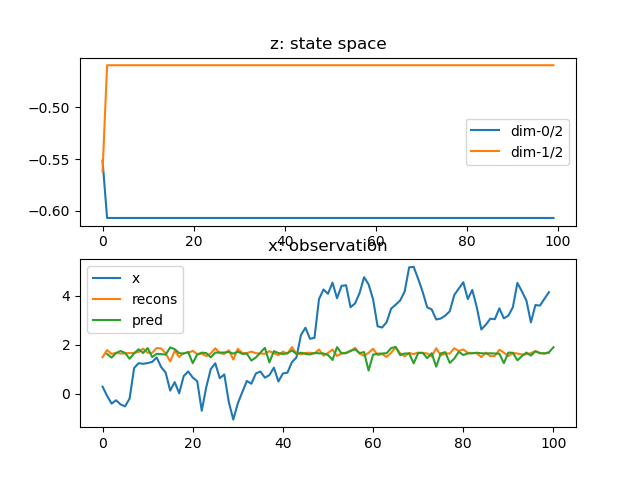 z: state space
−0.50
−0.55
−0.60
dim-0/2
dim-1/2
0 20 40 60 80 100
x: observation
4
2
0
x
recons
pred
0 20 40 60 80 100